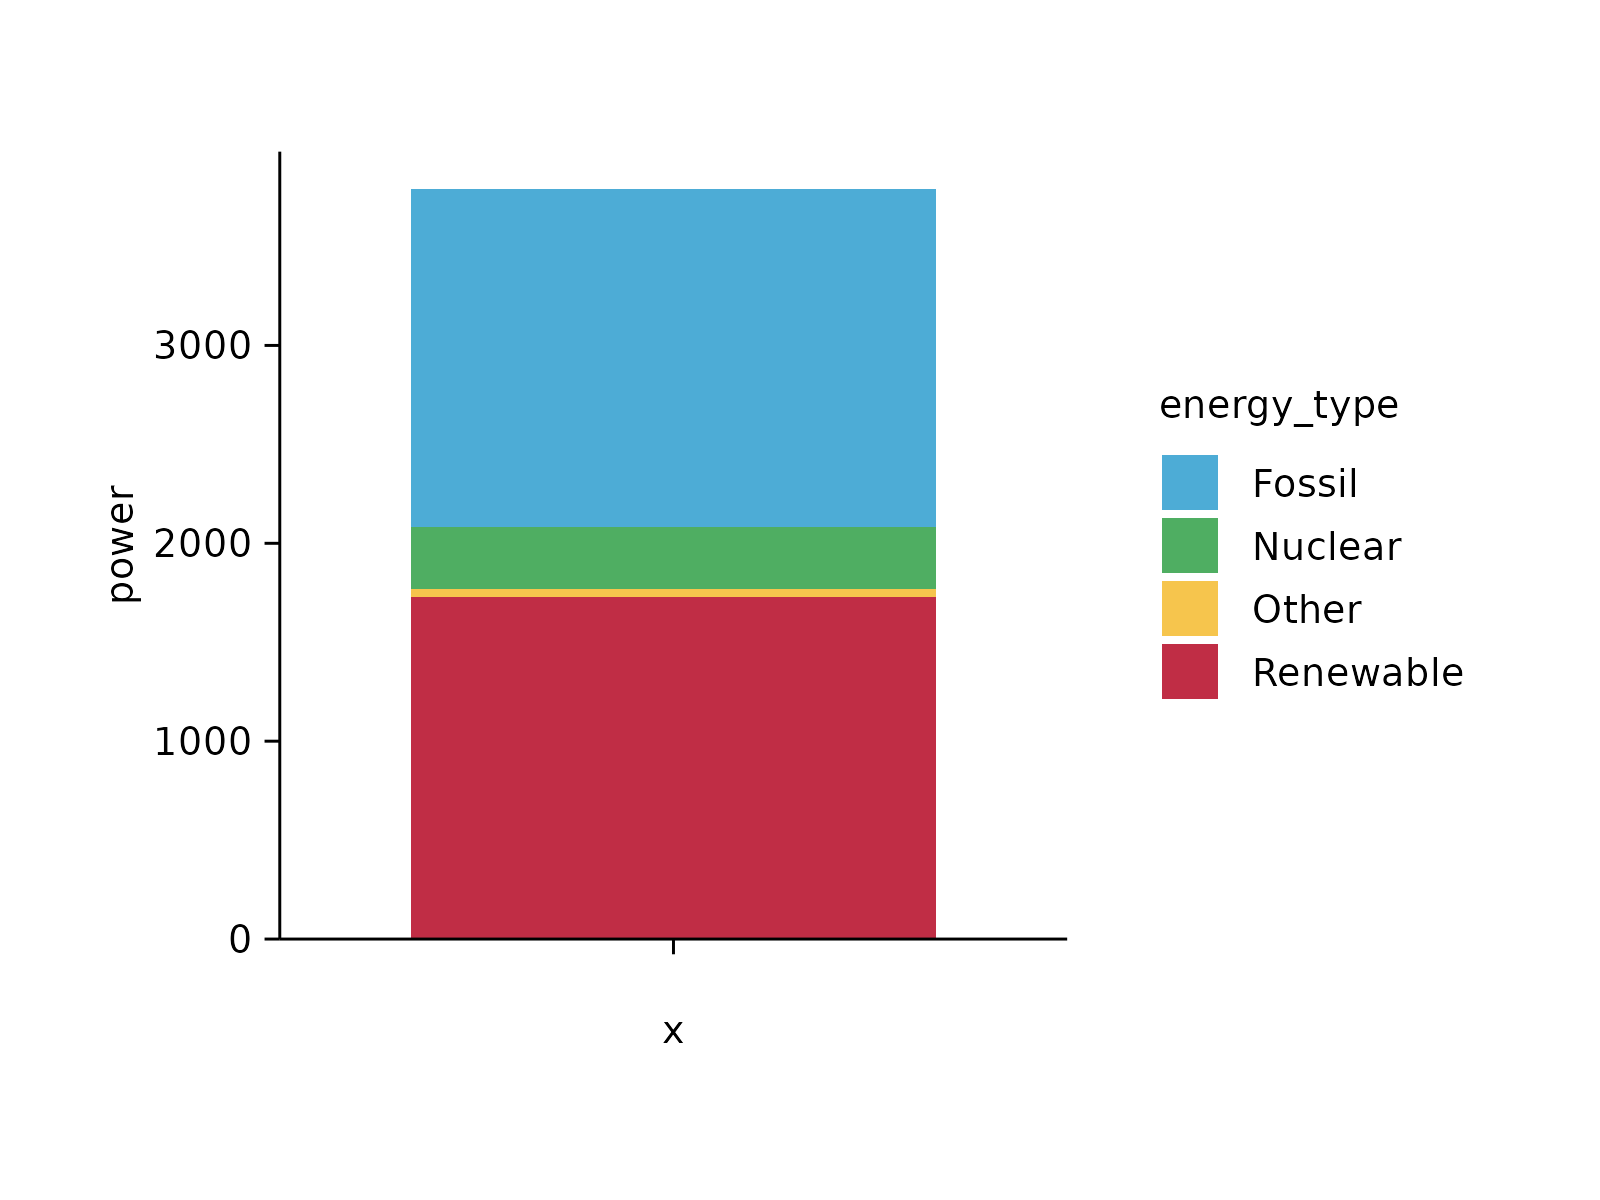 3000
2000
1000
0
power
x
energy_type
Fossil
Nuclear
Other
Renewable